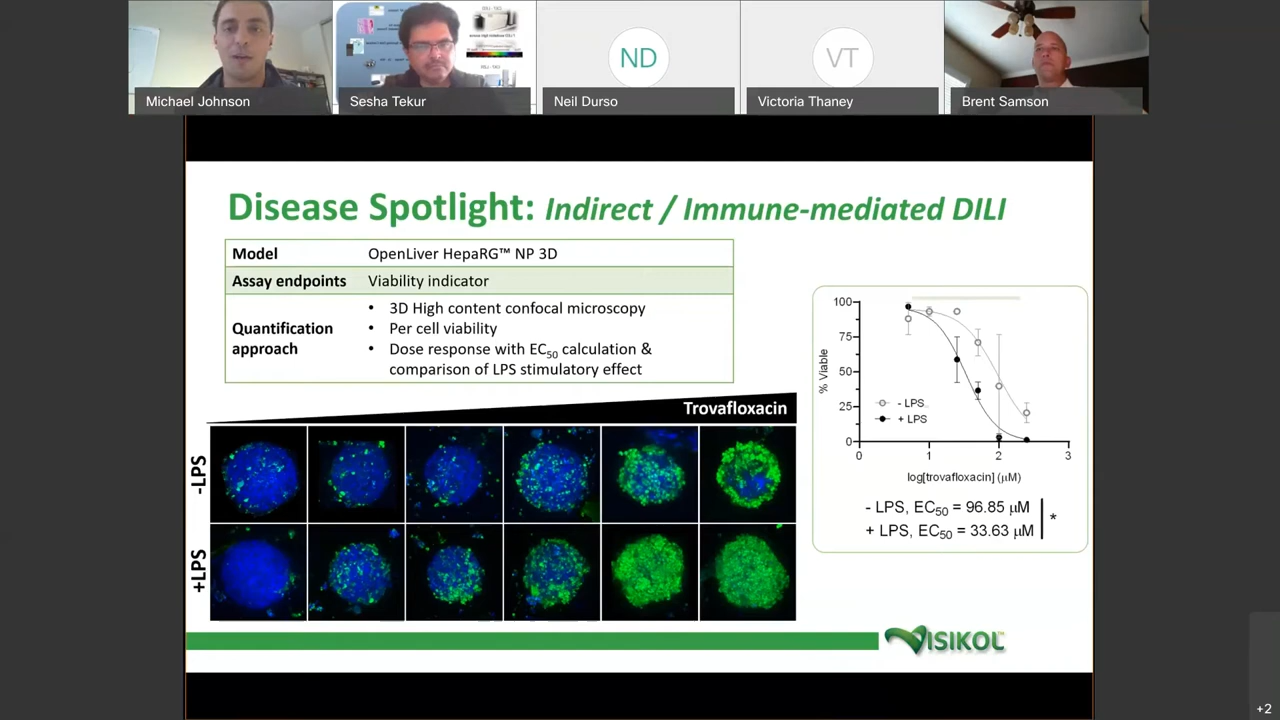 ND
VT
Michael Johnson
Sesha Tekur
Neil Durso
Victoria Thaney
Brent Samson
Disease Spotlight: Indirect / Immune-mediated DILI
Model OpenLiver HepaRG™ NP 3D
Assay endpoints Viability indicator
Quantification approach
• 3D High content confocal microscopy
• Per cell viability
• Dose response with EC50 calculation &
comparison of LPS stimulatory effect
Trovafloxacin
-LPS
+LPS
100
75
50
25
0
% Viable
- LPS
+ LPS
0 1 2 3
log[trovafloxacin] (µM)
- LPS, EC50 = 96.85 µM
+ LPS, EC50 = 33.63 µM
*
VISIKOL
+2